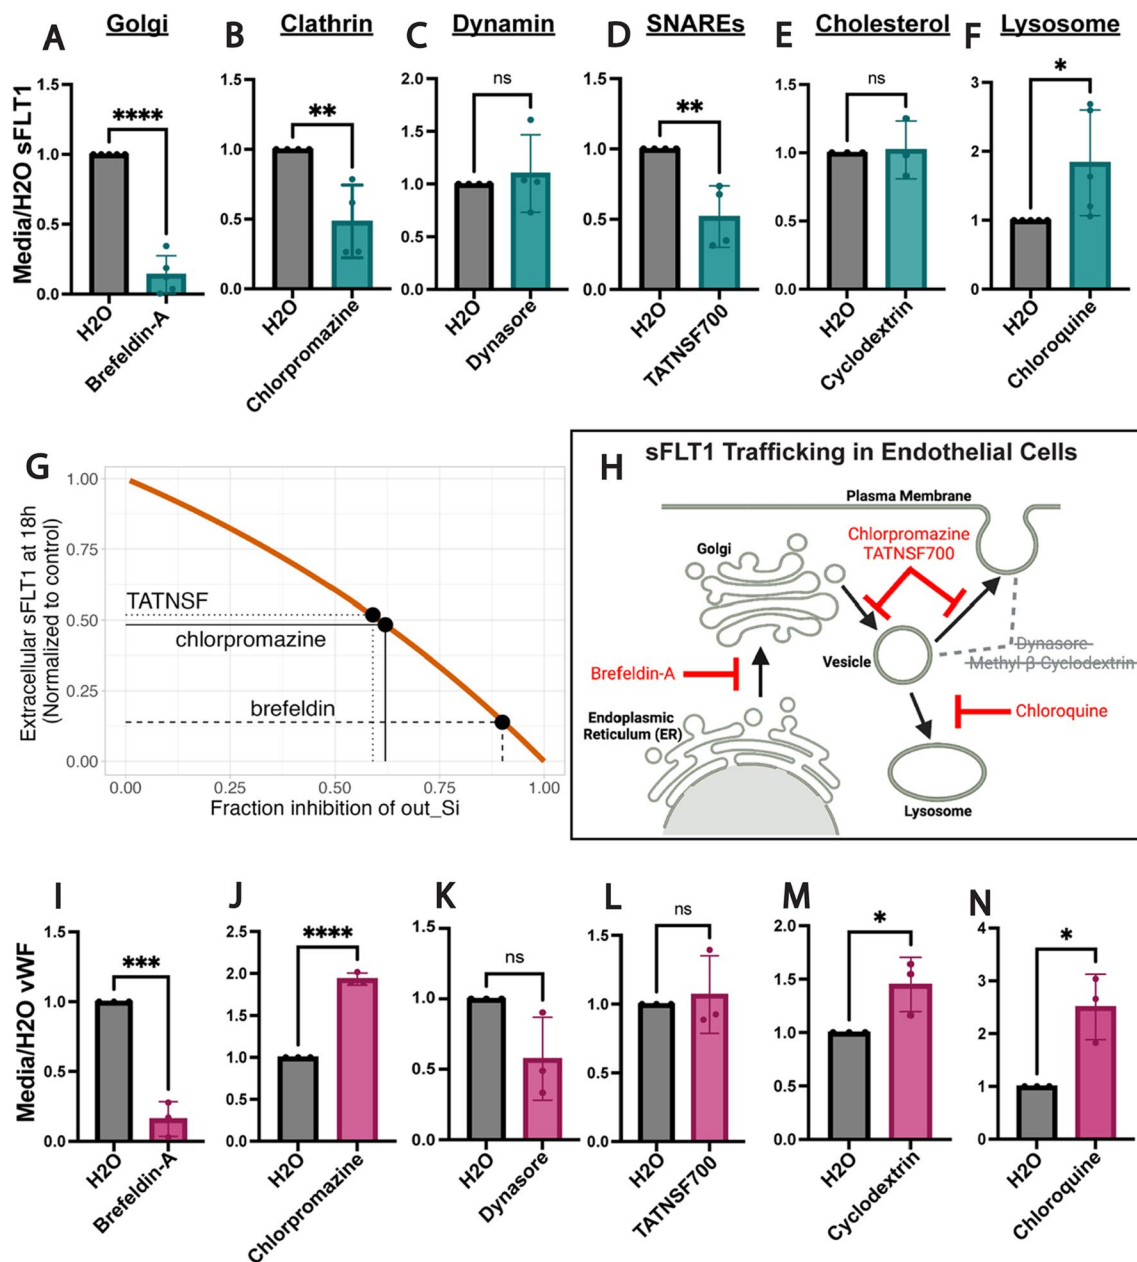 A Golgi
B Clathrin
C Dynamin
D SNAREs
E Cholesterol
F Lysosome
Media/H2O sFLT1
1.5
1.0
0.5
0.0
****
H2O
Brefeldin-A
1.5
1.0
0.5
0.0
**
H2O
Chlorpromazine
2.0
1.5
1.0
0.5
0.0
ns
H2O
Dynasore
1.5
1.0
0.5
0.0
**
H2O
TATNSF700
1.5
1.0
0.5
0.0
ns
H2O
Cyclodextrin
3
2
1
0
*
H2O
Chloroquine
G
Extracellular sFLT1 at 18h
(Normalized to control)
1.00
0.75
0.50
0.25
0.00
TATNSF
chlorpromazine
brefeldin
0.00
0.25
0.50
0.75
1.00
Fraction inhibition of out_Si
H
sFLT1 Trafficking in Endothelial Cells
Plasma Membrane
Chlorpromazine
TATNSF700
Golgi
Vesicle
Dynasore
Methyl-β-Cyclodextrin
Brefeldin-A
Chloroquine
Endoplasmic
Reticulum (ER)
Lysosome
I
J
K
L
M
N
Media/H2O vWF
1.5
1.0
0.5
0.0
***
H2O
Brefeldin-A
2.5
2.0
1.5
1.0
0.5
0.0
****
H2O
Chlorpromazine
1.5
1.0
0.5
0.0
ns
H2O
Dynasore
1.5
1.0
0.5
0.0
ns
H2O
TATNSF700
2.0
1.5
1.0
0.5
0.0
*
H2O
Cyclodextrin
4
3
2
1
0
*
H2O
Chloroquine